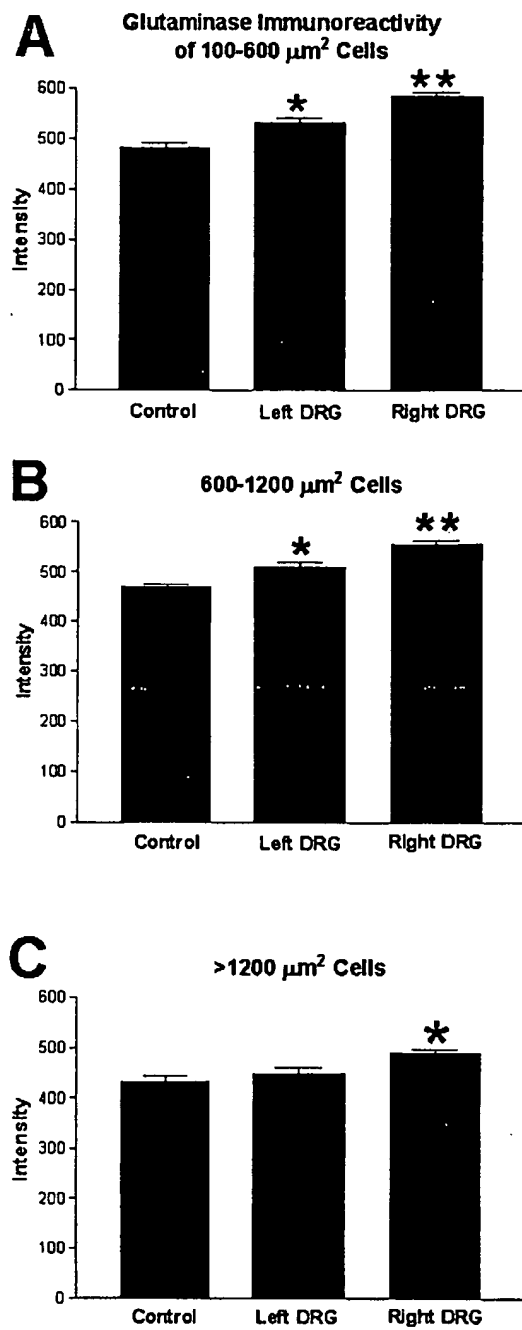 A
Glutaminase Immunoreactivity
of 100-600 µm² Cells
600
500
400
300
200
100
0
Intensity
*
**
Control
Left DRG
Right DRG
B
600-1200 µm² Cells
600
500
400
300
200
100
0
Intensity
*
**
Control
Left DRG
Right DRG
C
>1200 µm² Cells
600
500
400
300
200
100
0
Intensity
*
Control
Left DRG
Right DRG